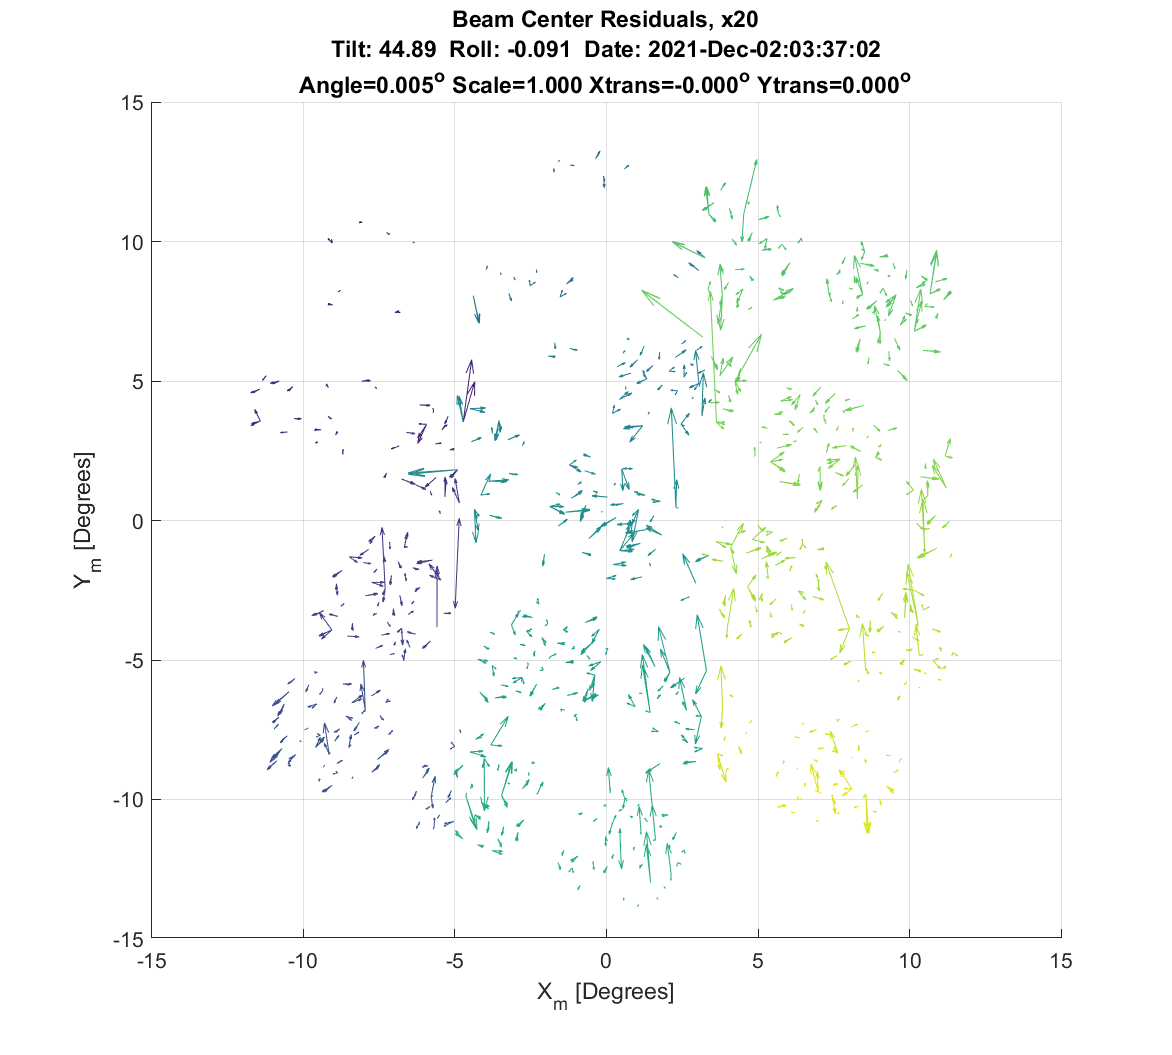 Beam Center Residuals, x20
Tilt: 44.89 Roll: -0.091 Date: 2021-Dec-02:03:37:02
Angle=0.005° Scale=1.000 Xtrans=-0.000° Ytrans=0.000°
15
10
5
0
-5
-10
-15
Y_m [Degrees]
-15 -10 -5 0 5 10 15
X_m [Degrees]